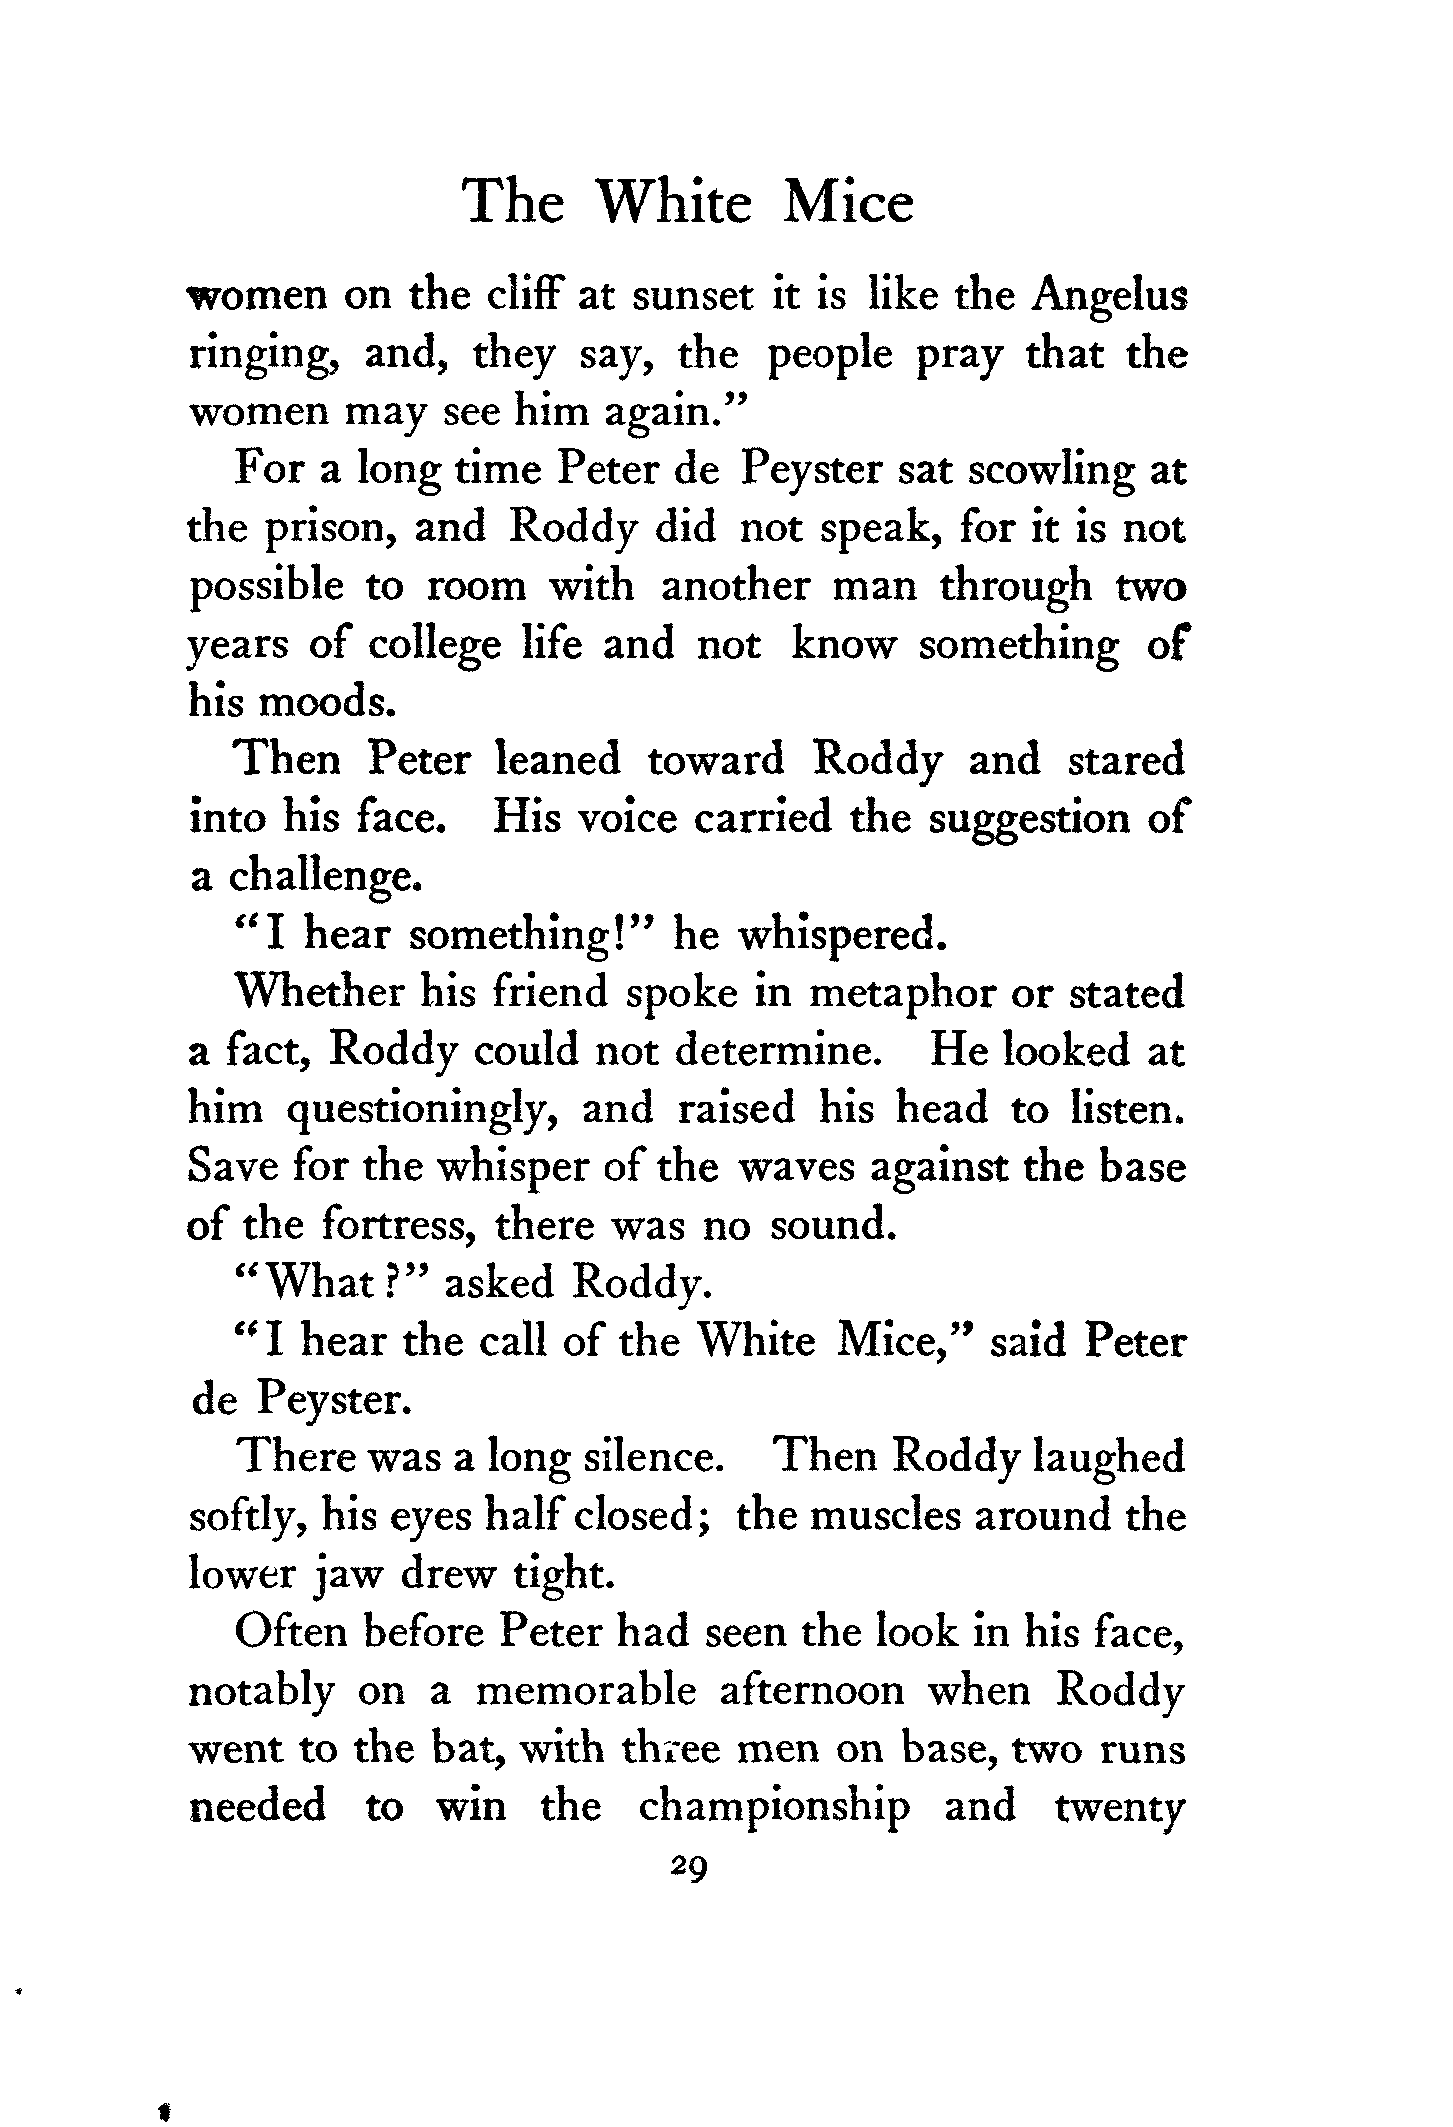 The White Mice
women on the cliff at sunset it is like the Angelus
ringing, and, they say, the people pray that the
women may see him again.”
For a long time Peter de Peyster sat scowling at
the prison, and Roddy did not speak, for it is not
possible to room with another man through two
years of college life and not know something of
his moods.
Then Peter leaned toward Roddy and stared
into his face. His voice carried the suggestion of
a challenge.
“I hear something!” he whispered.
Whether his friend spoke in metaphor or stated
a fact, Roddy could not determine. He looked at
him questioningly, and raised his head to listen.
Save for the whisper of the waves against the base
of the fortress, there was no sound.
“What?” asked Roddy.
“I hear the call of the White Mice,” said Peter
de Peyster.
There was a long silence. Then Roddy laughed
softly, his eyes half closed; the muscles around the
lower jaw drew tight.
Often before Peter had seen the look in his face,
notably on a memorable afternoon when Roddy
went to the bat, with three men on base, two runs
needed to win the championship and twenty
29